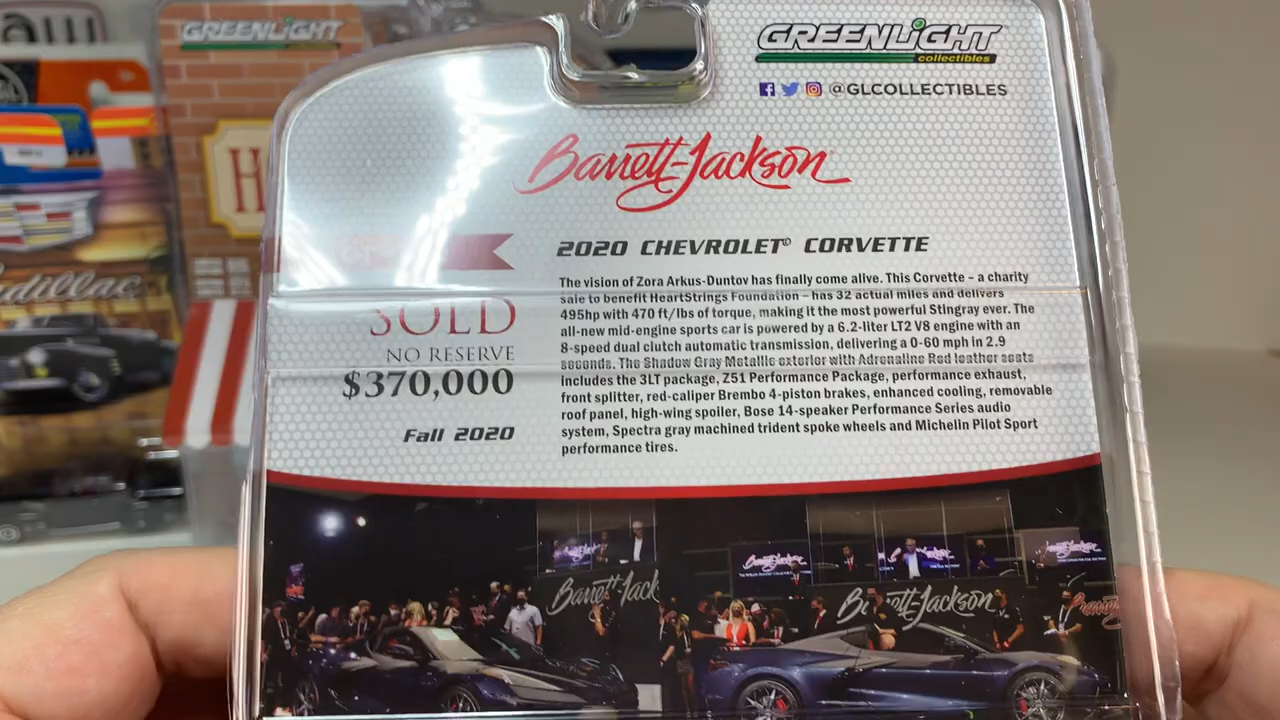 GREENLIGHT
GREENLIGHT
collectibles
@GLCOLLECTIBLES
Barrett-Jackson
2020 CHEVROLET® CORVETTE
The vision of Zora Arkus-Duntov has finally come alive. This Corvette – a charity
sale to benefit HeartStrings Foundation – has 32 actual miles and delivers
495hp with 470 ft/lbs of torque, making it the most powerful Stingray ever. The
all-new mid-engine sports car is powered by a 6.2-liter LT2 V8 engine with an
8-speed dual clutch automatic transmission, delivering a 0-60 mph in 2.9
seconds. The Shadow Gray Metallic exterior with Adrenaline Red leather seats
includes the 3LT package, Z51 Performance Package, performance exhaust,
front splitter, red-caliper Brembo 4-piston brakes, enhanced cooling, removable
roof panel, high-wing spoiler, Bose 14-speaker Performance Series audio
system, Spectra gray machined trident spoke wheels and Michelin Pilot Sport
performance tires.
SOLD
NO RESERVE
$370,000
Fall 2020
H
adillac
Barrett-Jackson
Barrett-Jack
Barrett-Jackson